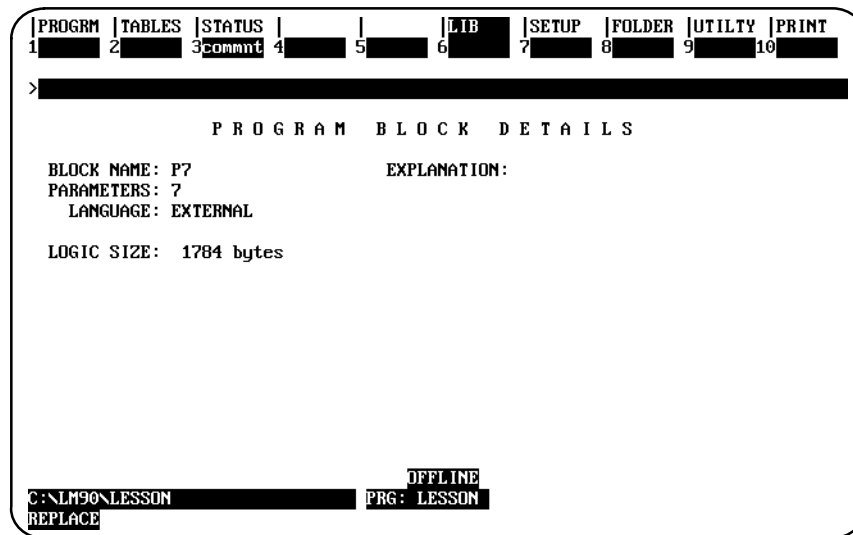 |PROGRM |TABLES |STATUS | | |LIB |SETUP |FOLDER |UTILTY |PRINT
1 2 3commnt 4 5 6 7 8 9 10
>
P R O G R A M B L O C K D E T A I L S
BLOCK NAME: P7 EXPLANATION:
PARAMETERS: 7
LANGUAGE: EXTERNAL
LOGIC SIZE: 1784 bytes
OFFLINE
C:\LM90\LESSON PRG: LESSON
REPLACE